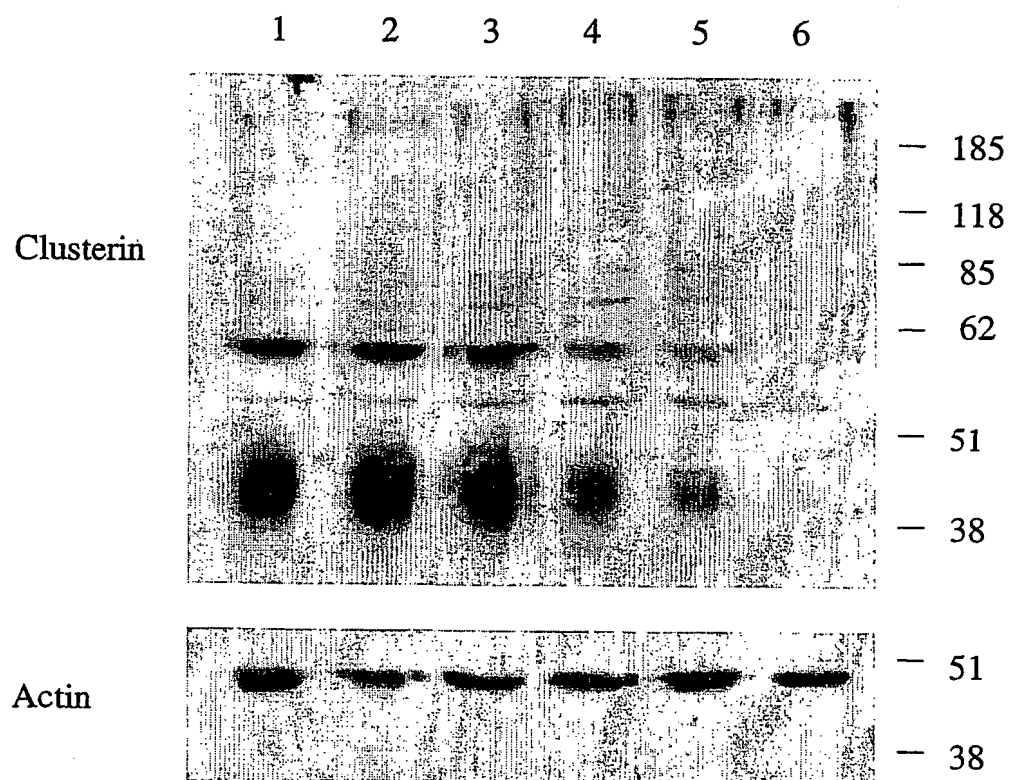 1 2 3 4 5 6
Clusterin
— 185
— 118
— 85
— 62
— 51
— 38
Actin
— 51
— 38